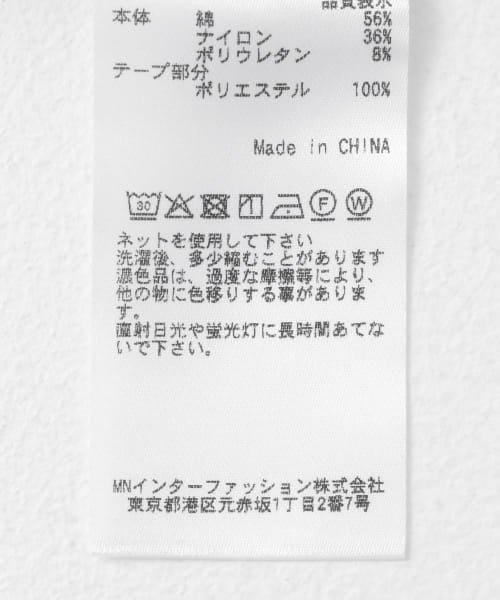 品質表示
本体 綿 56%
ナイロン 36%
ポリウレタン 8%
テープ部分
ポリエステル 100%
Made in CHINA
30 F W
ネットを使用して下さい
洗濯後、多少縮むことがあります
濃色品は、過度な摩擦等により、
他の物に色移りする事がありま
す。
直射日光や蛍光灯に長時間あてな
いで下さい。
MNインターファッション株式会社
東京都港区元赤坂1丁目2番7号